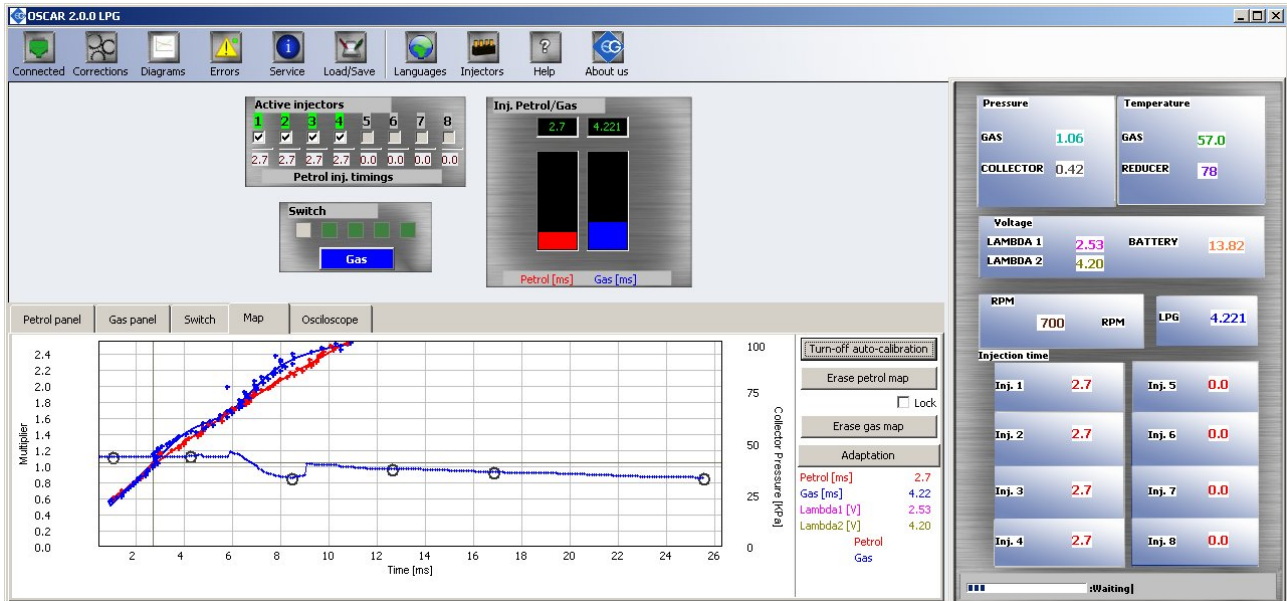 OSCAR 2.0.0 LPG
Connected Corrections Diagrams Errors Service Load/Save Languages Injectors Help About us
Active injectors
1 2 3 4 5 6 7 8
2.7 2.7 2.7 2.7 0.0 0.0 0.0 0.0
Petrol inj. timings
Switch
Gas
Inj. Petrol/Gas
2.7 4.221
Petrol [ms] Gas [ms]
Petrol panel Gas panel Switch Map Osciloscope
Multiplier
2.4
2.2
2.0
1.8
1.6
1.4
1.2
1.0
0.8
0.6
0.4
0.2
0.0
2 4 6 8 10 12 14 16 18 20 22 24 26
Time [ms]
100
75
50
25
0
Collector Pressure [KPa]
Turn-off auto-calibration
Erase petrol map
Lock
Erase gas map
Adaptation
Petrol [ms] 2.7
Gas [ms] 4.22
Lambda1 [V] 2.53
Lambda2 [V] 4.20
Petrol
Gas
Pressure
GAS 1.06
COLLECTOR 0.42
Temperature
GAS 57.0
REDUCER 78
Voltage
LAMBDA 1 2.53 BATTERY 13.82
LAMBDA 2 4.20
RPM
700 RPM
LPG 4.221
Injection time
Inj. 1 2.7 Inj. 5 0.0
Inj. 2 2.7 Inj. 6 0.0
Inj. 3 2.7 Inj. 7 0.0
Inj. 4 2.7 Inj. 8 0.0
:Waiting|